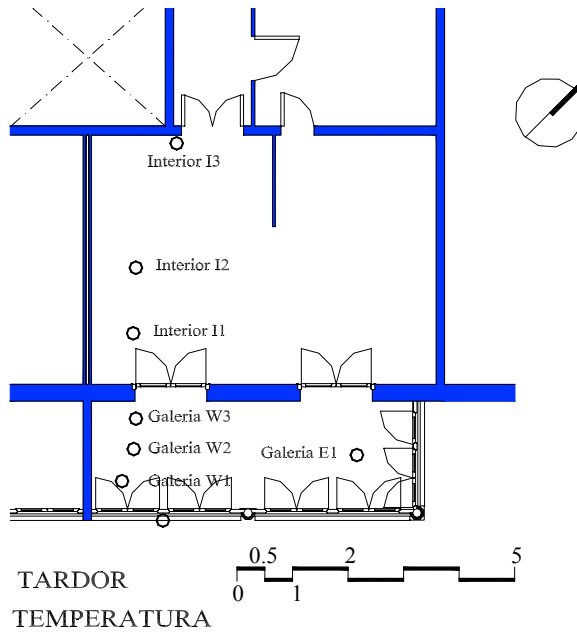 Interior I3
Interior I2
Interior I1
Galeria W3
Galeria W2
Galeria E1
Galeria W1
0.5 2 5
0 1
TARDOR
TEMPERATURA